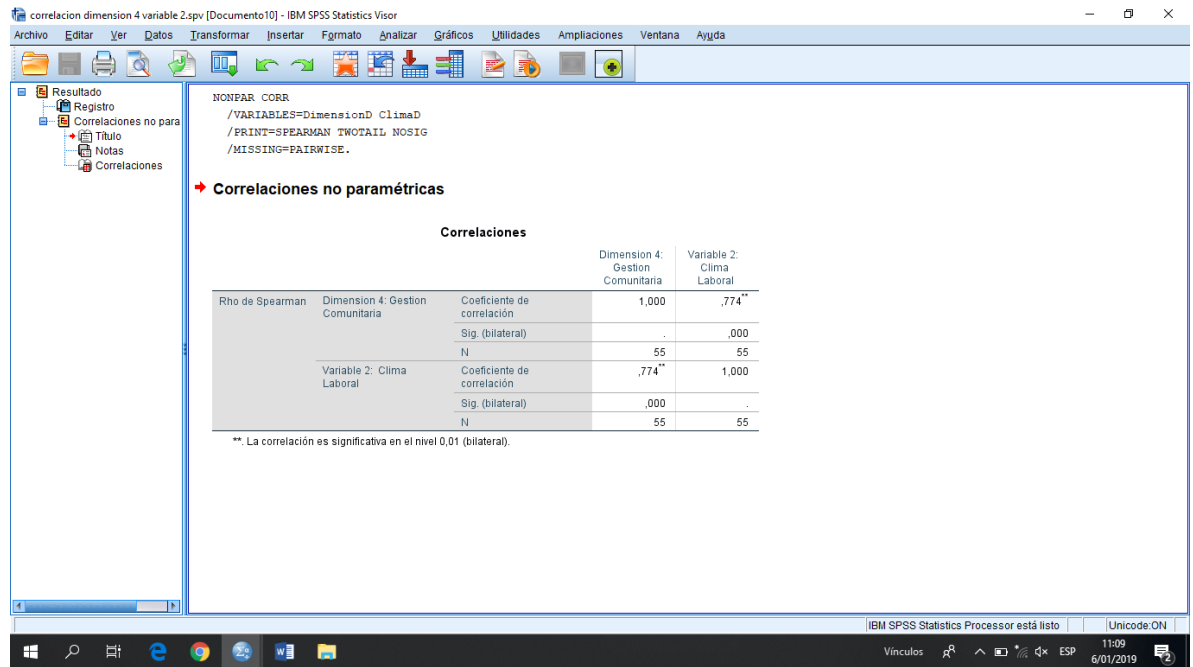 correlacion dimension 4 variable 2.spv [Documento10] - IBM SPSS Statistics Visor
Archivo Editar Ver Datos Transformar Insertar Formato Analizar Gráficos Utilidades Ampliaciones Ventana Ayuda
Resultado
Registro
Correlaciones no para
Título
Notas
Correlaciones
NONPAR CORR
/VARIABLES=DimensionD ClimaD
/PRINT=SPEARMAN TWOTAIL NOSIG
/MISSING=PAIRWISE.
Correlaciones no paramétricas
Correlaciones
Dimension 4:
Gestion
Comunitaria
Variable 2:
Clima
Laboral
Rho de Spearman
Dimension 4: Gestion
Comunitaria
Coeficiente de
correlación
1,000 ,774**
Sig. (bilateral) . ,000
N 55 55
Variable 2: Clima
Laboral
Coeficiente de
correlación
,774** 1,000
Sig. (bilateral) ,000 .
N 55 55
**. La correlación es significativa en el nivel 0,01 (bilateral).
IBM SPSS Statistics Processor está listo Unicode:ON
Vínculos ESP 11:09
6/01/2019 2